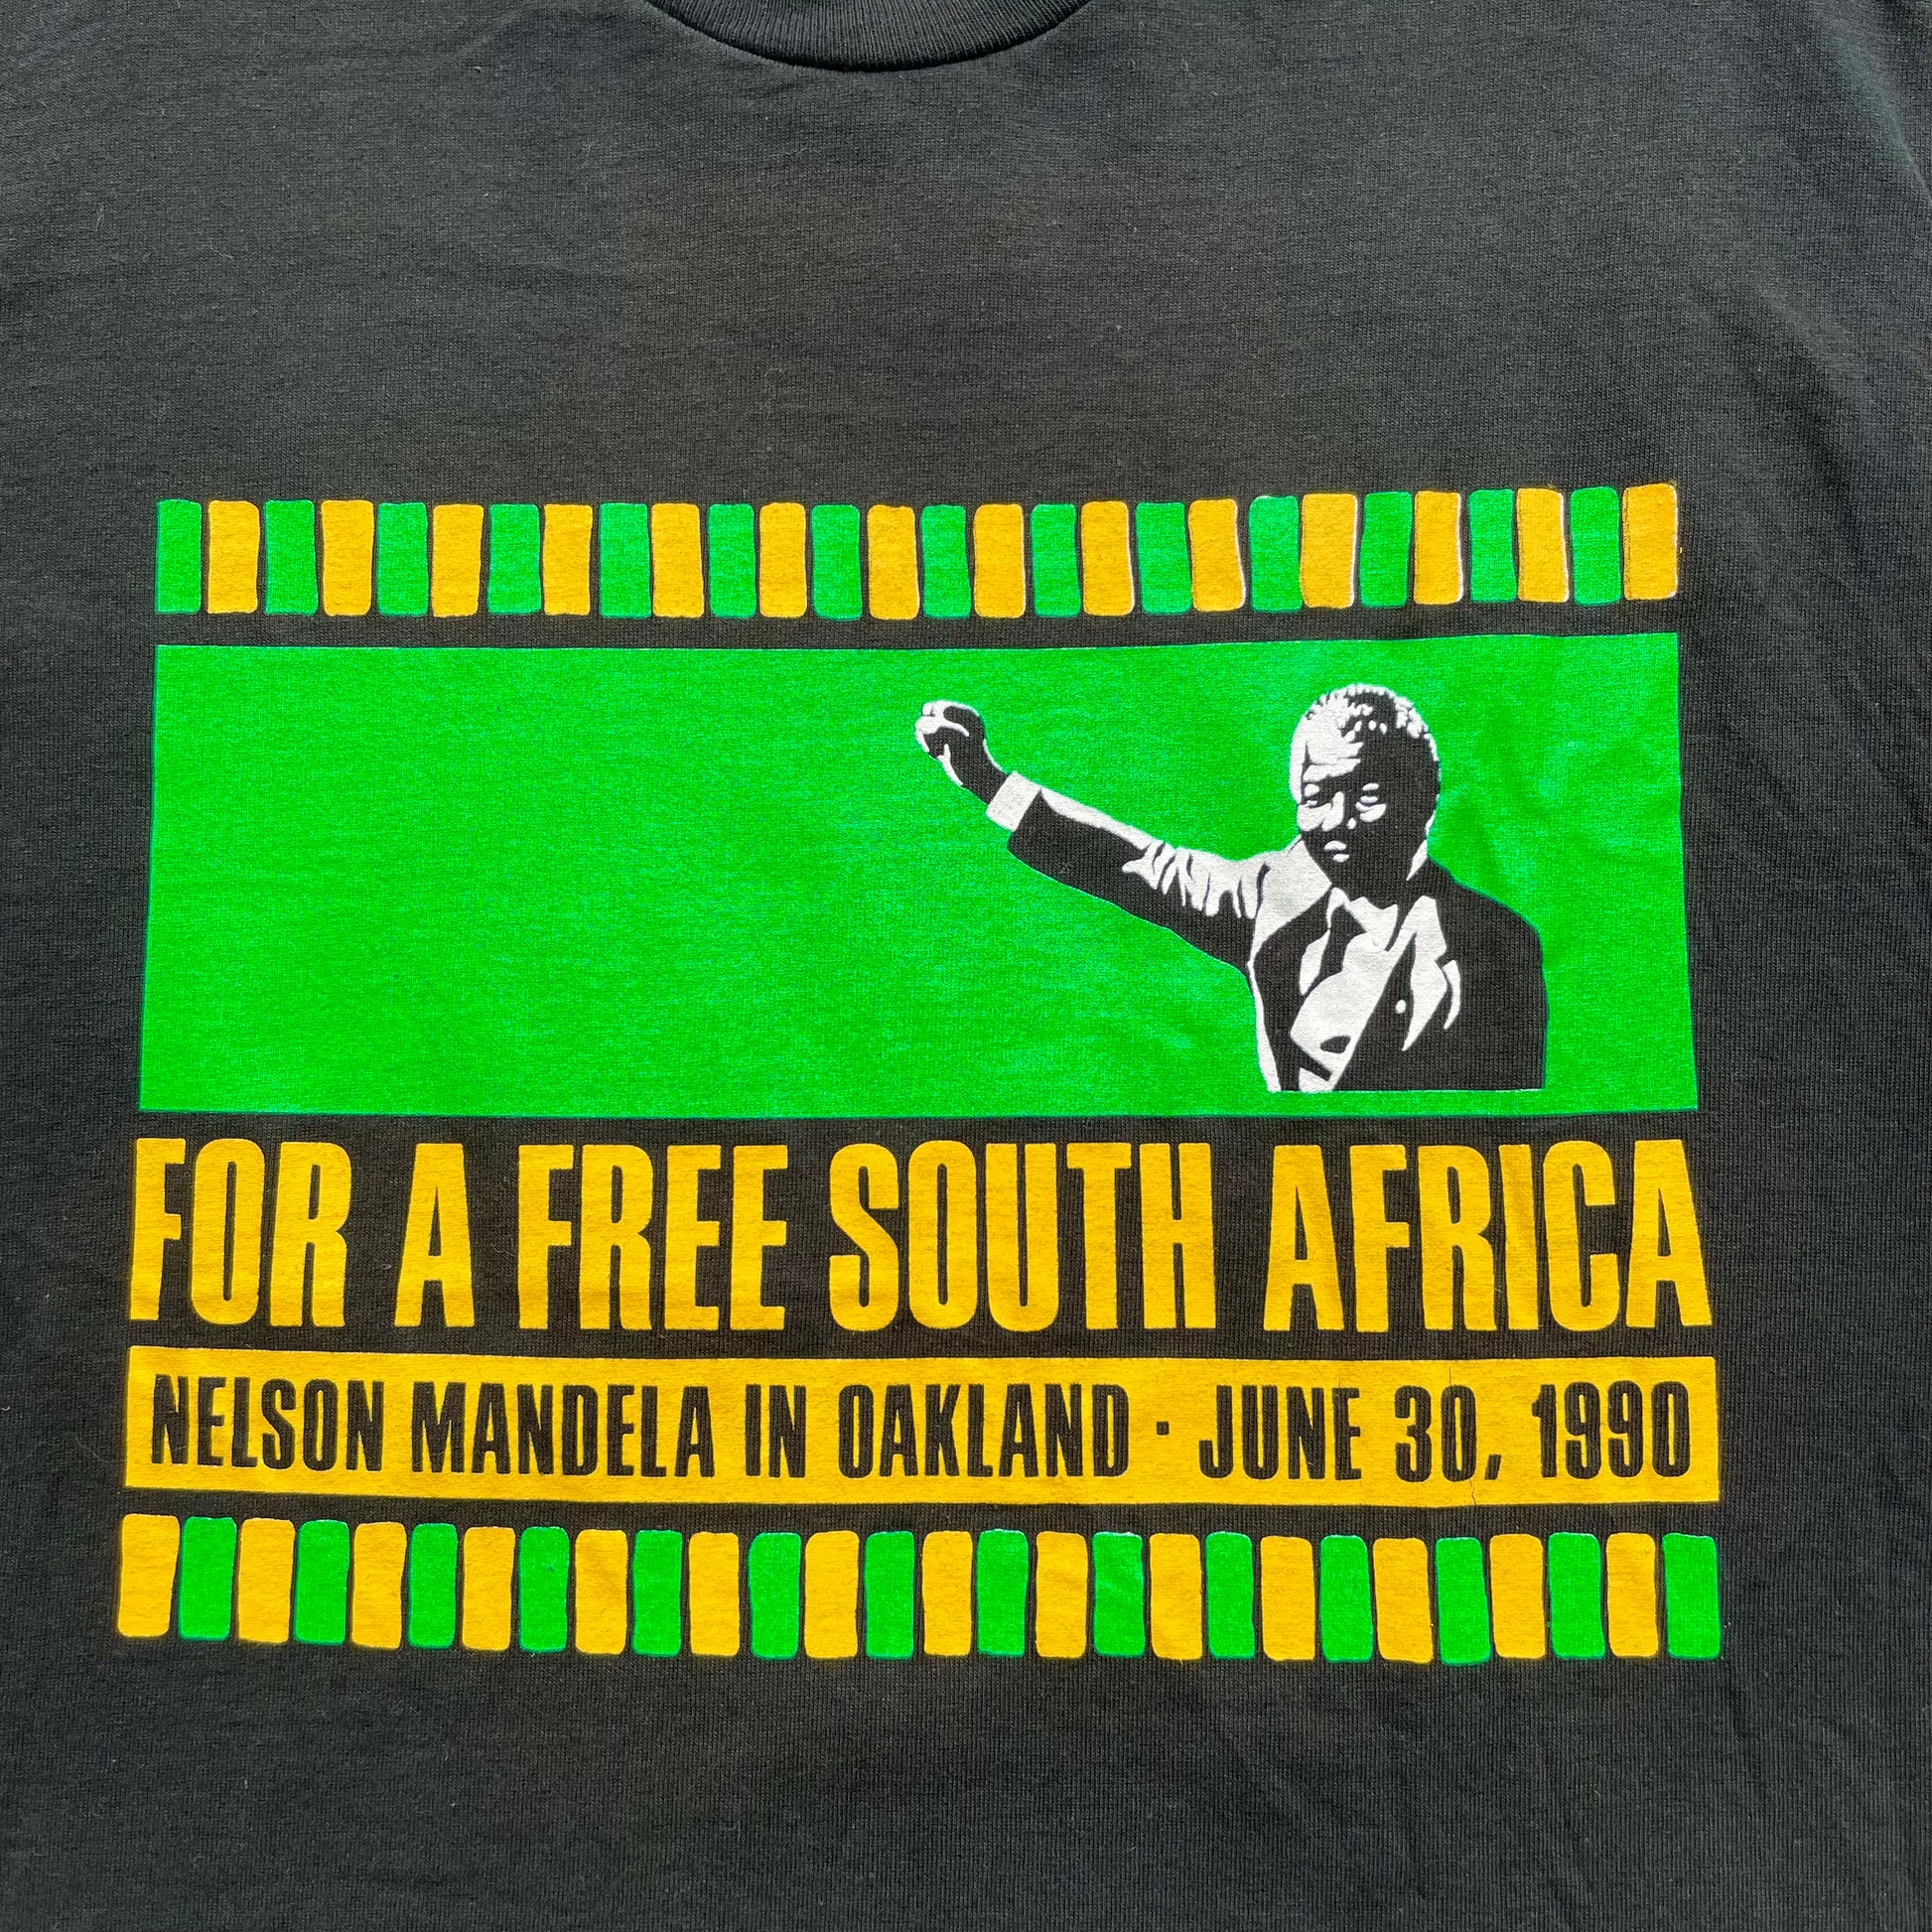 FOR A FREE SOUTH AFRICA
NELSON MANDELA IN OAKLAND · JUNE 30, 1990